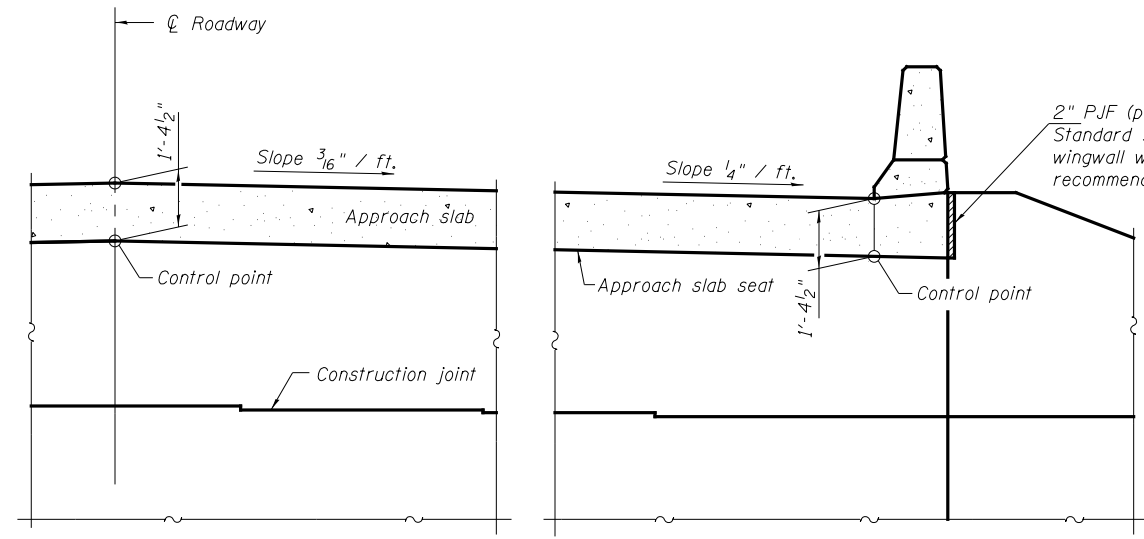 ℄ Roadway
1'-4½"
Slope 3/16" / ft.
Approach slab
Control point
Construction joint
Slope 1/4" / ft.
2" PJF (p
Standard
wingwall w
recommend
Approach slab seat
1'-4½"
Control point